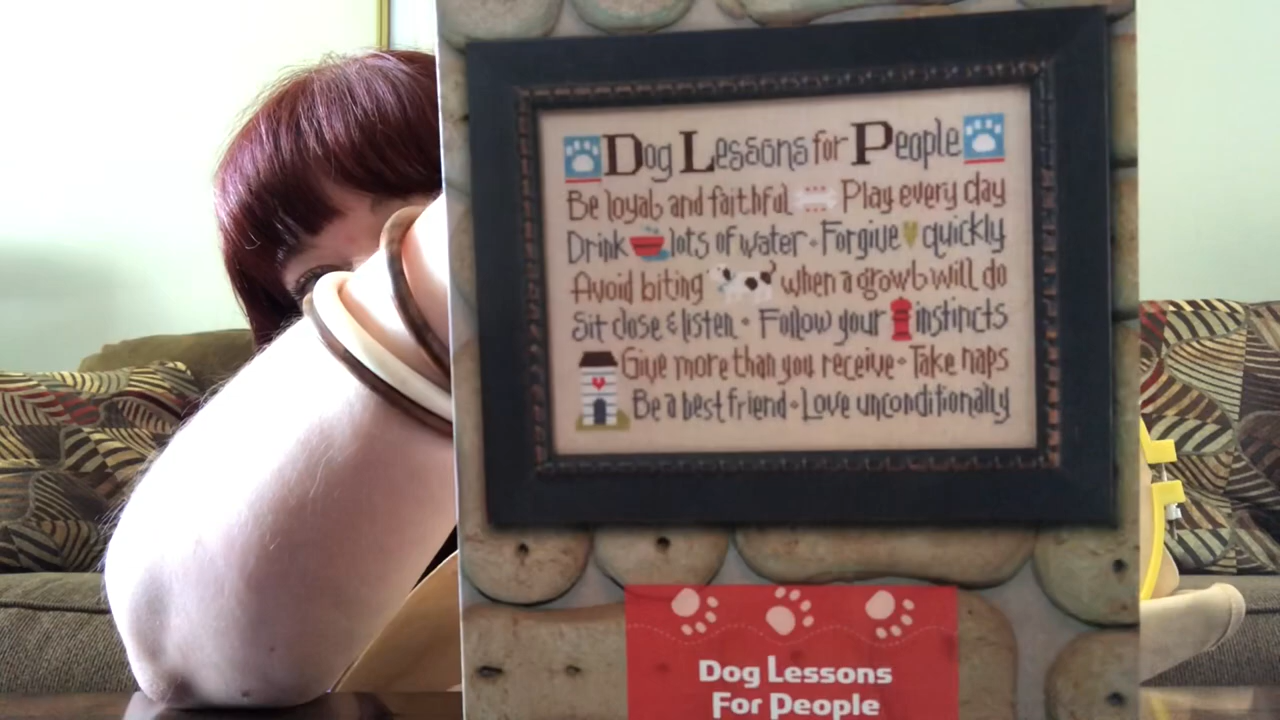 Dog Lessons for People
Be loyal and faithful Play every day
Drink lots of water • Forgive quickly
Avoid biting when a growl will do
Sit close & listen • Follow your instincts
Give more than you receive • Take naps
Be a best friend • Love unconditionally
Dog Lessons
For People